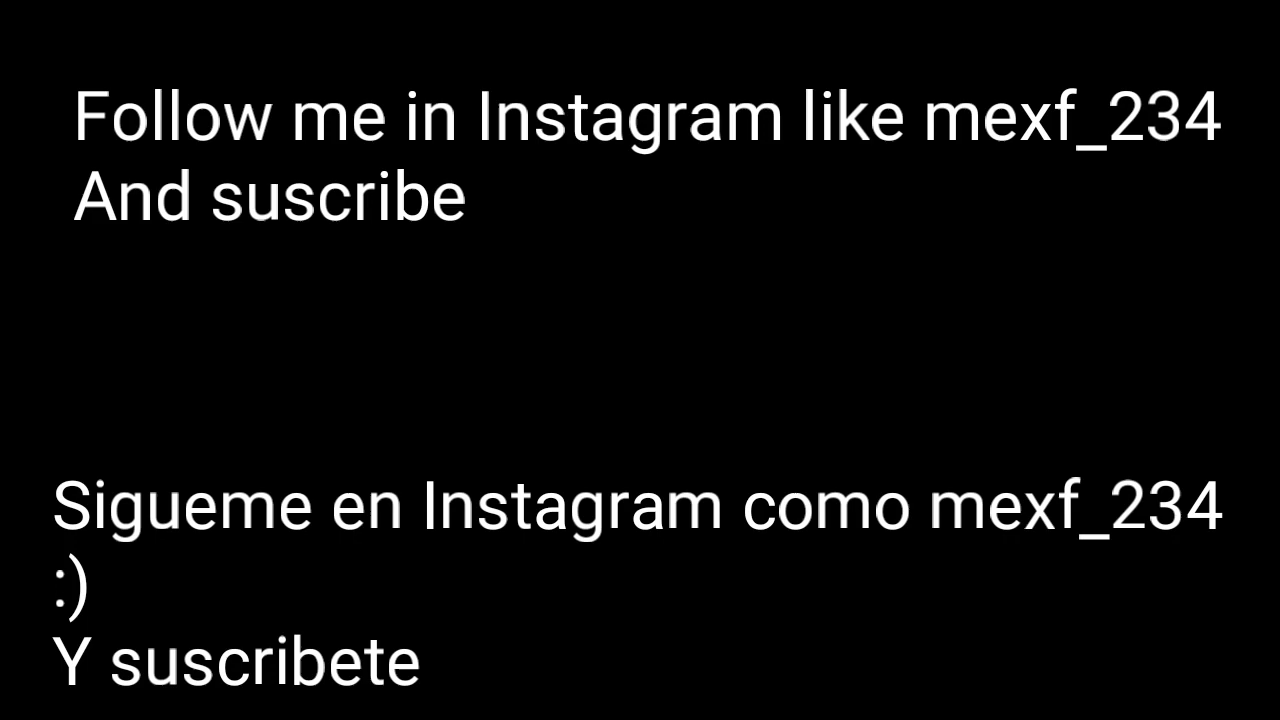 Follow me in Instagram like mexf_234
And suscribe
Sigueme en Instagram como mexf_234
:)
Y suscribete